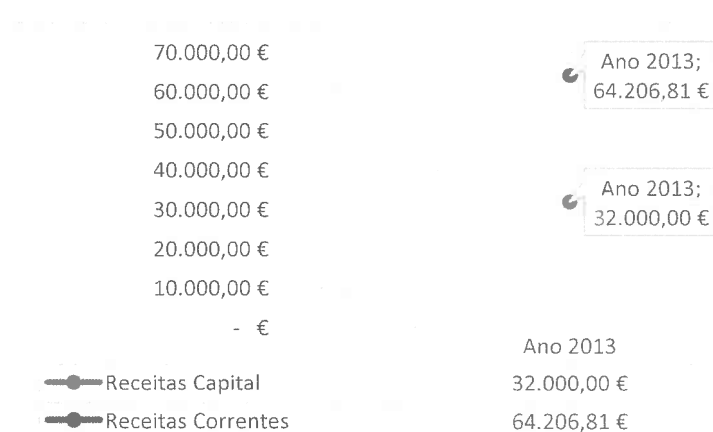 70.000,00 €
60.000,00 €
50.000,00 €
40.000,00 €
30.000,00 €
20.000,00 €
10.000,00 €
- €
Ano 2013;
64.206,81 €
Ano 2013;
32.000,00 €
Ano 2013
Receitas Capital 32.000,00 €
Receitas Correntes 64.206,81 €